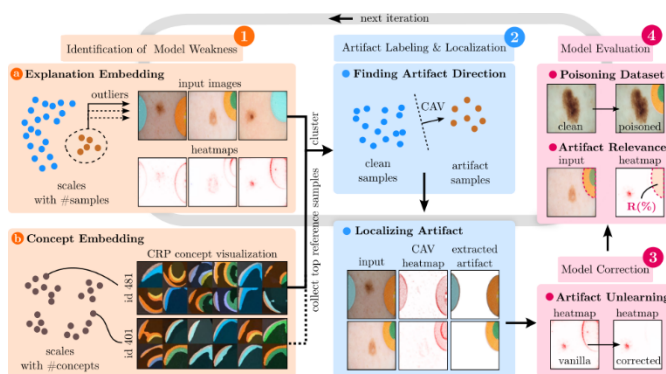 next iteration
1
Identification of Model Weakness
a Explanation Embedding
outliers
input images
heatmaps
scales
with #samples
cluster
b Concept Embedding
CRP concept visualization
id 481
id 401
scales
with #concepts
collect top reference samples
2
Artifact Labeling & Localization
Finding Artifact Direction
CAV
clean
samples
artifact
samples
Localizing Artifact
input
CAV
heatmap
extracted
artifact
3
Model Correction
Artifact Unlearning
heatmap
heatmap
vanilla
corrected
4
Model Evaluation
Poisoning Dataset
clean
poisoned
Artifact Relevance
input
heatmap
R(%)